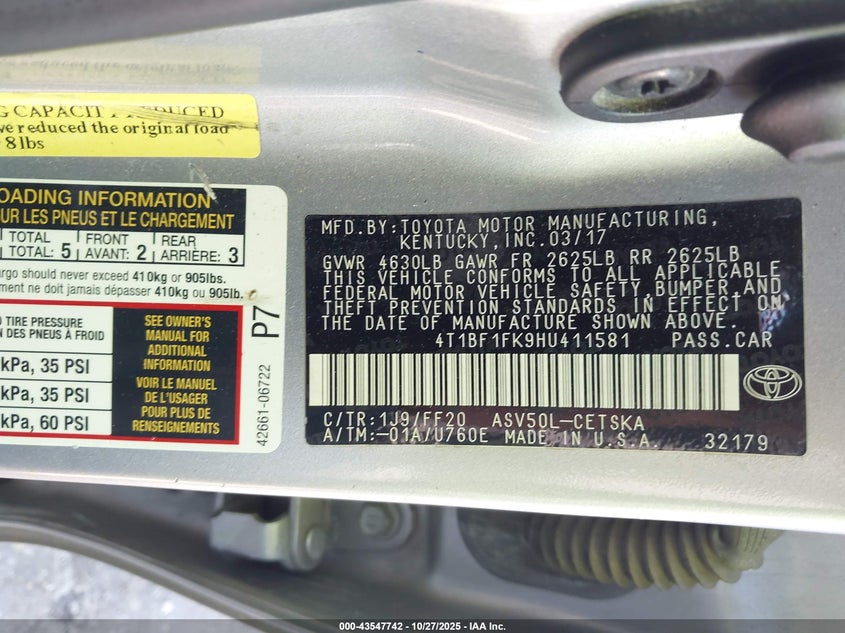 G CAPACIT REDUCED
we reduced the original load
8 lbs
OADING INFORMATION
UR LES PNEUS ET LE CHARGEMENT
TOTAL 5 FRONT 2 REAR 3
TOTAL: AVANT: ARRIÈRE:
argo should never exceed 410kg or 905lbs.
ement ne doit jamais dépasser 410kg ou 905lb.
D TIRE PRESSURE
N DES PNEUS À FROID
kPa, 35 PSI
kPa, 35 PSI
kPa, 60 PSI
SEE OWNER'S
MANUAL FOR
ADDITIONAL
INFORMATION
VOIR LE MANUEL
DE L'USAGER
POUR PLUS DE
RENSEIGNEMENTS
P7
42661-06722
MFD.BY:TOYOTA MOTOR MANUFACTURING,
KENTUCKY,INC.03/17
GVWR 4630LB GAWR FR 2625LB RR 2625LB
THIS VEHICLE CONFORMS TO ALL APPLICABLE
FEDERAL MOTOR VEHICLE SAFETY,BUMPER,AND
THEFT PREVENTION STANDARDS IN EFFECT ON
THE DATE OF MANUFACTURE SHOWN ABOVE.
4T1BF1FK9HU411581 PASS.CAR
C/TR:1J9/FF20 ASV50L-CETSKA
A/TM:-01A/U760E MADE IN U.S.A. 32179
000-43547742 - 10/27/2025 - IAA Inc.